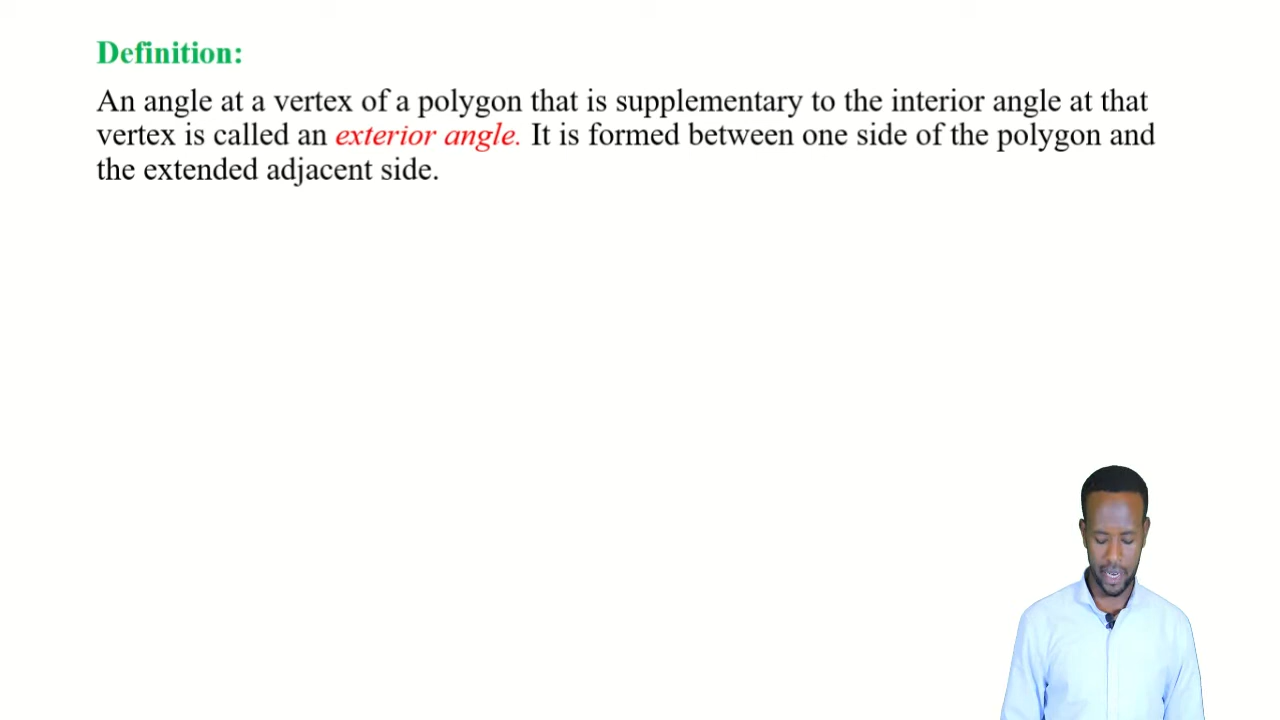 Definition:
An angle at a vertex of a polygon that is supplementary to the interior angle at that
vertex is called an exterior angle. It is formed between one side of the polygon and
the extended adjacent side.